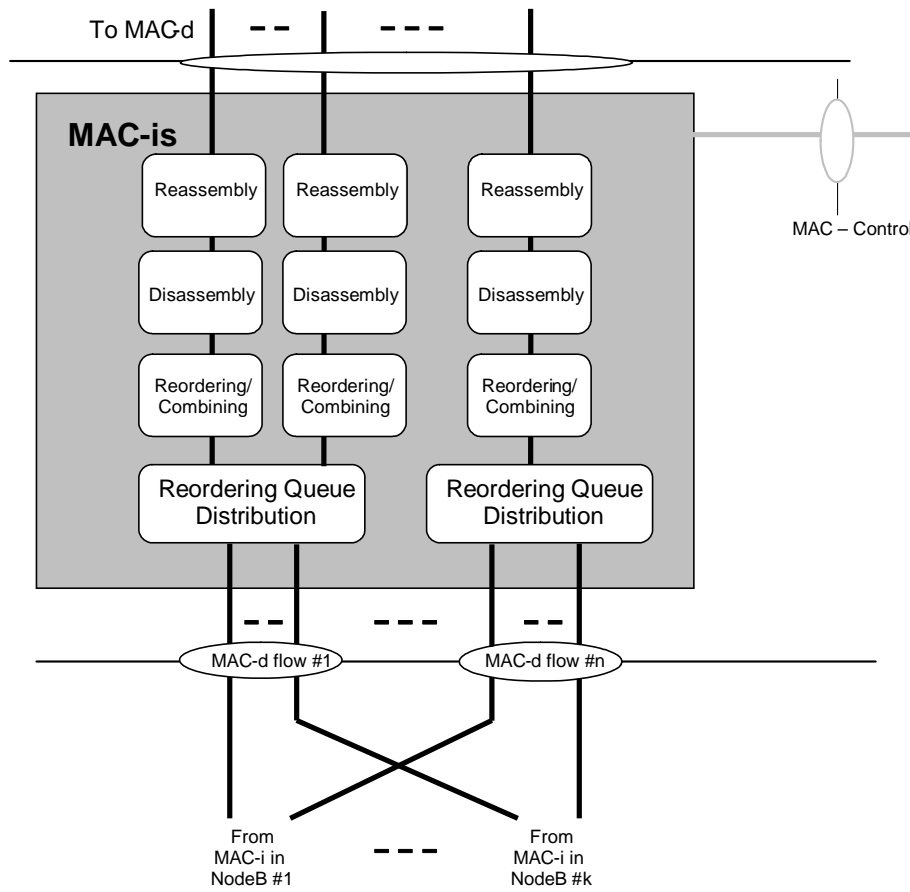 To MAC-d
MAC-is
Reassembly
Reassembly
Reassembly
MAC – Control
Disassembly
Disassembly
Disassembly
Reordering/
Combining
Reordering/
Combining
Reordering/
Combining
Reordering Queue
Distribution
Reordering Queue
Distribution
MAC-d flow #1
MAC-d flow #n
From
MAC-i in
NodeB #1
From
MAC-i in
NodeB #k